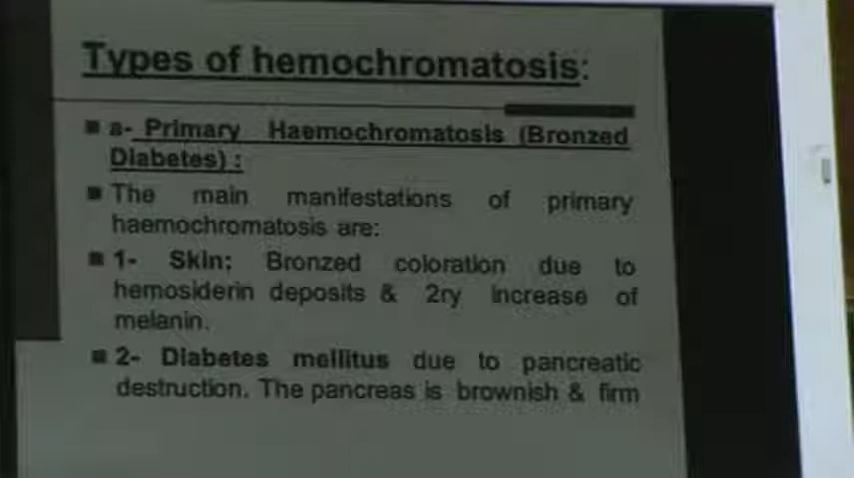 Types of hemochromatosis:
■ a- Primary Haemochromatosis (Bronzed
Diabetes) :
■ The main manifestations of primary
haemochromatosis are:
■ 1- Skin: Bronzed coloration due to
hemosiderin deposits & 2ry increase of
melanin.
■ 2- Diabetes mellitus due to pancreatic
destruction. The pancreas is brownish & firm